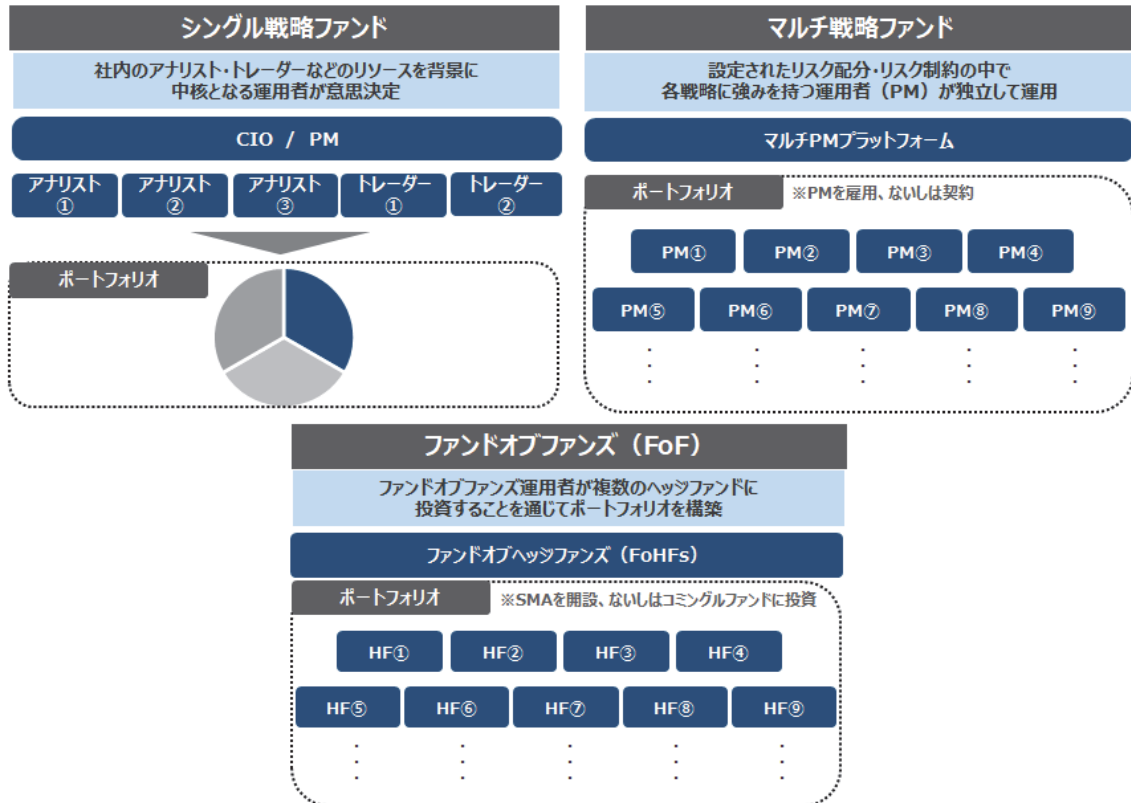 シングル戦略ファンド
社内のアナリスト・トレーダーなどのリソースを背景に
中核となる運用者が意思決定
CIO / PM
アナリスト
①
アナリスト
②
アナリスト
③
トレーダー
①
トレーダー
②
ポートフォリオ
マルチ戦略ファンド
設定されたリスク配分・リスク制約の中で
各戦略に強みを持つ運用者（PM）が独立して運用
マルチPMプラットフォーム
ポートフォリオ ※PMを雇用、ないしは契約
PM① PM② PM③ PM④
PM⑤ PM⑥ PM⑦ PM⑧ PM⑨
ファンドオブファンズ（FoF）
ファンドオブファンズ運用者が複数のヘッジファンドに
投資することを通じてポートフォリオを構築
ファンドオブヘッジファンズ（FoHFs）
ポートフォリオ ※SMAを開設、ないしはコミングルファンドに投資
HF① HF② HF③ HF④
HF⑤ HF⑥ HF⑦ HF⑧ HF⑨